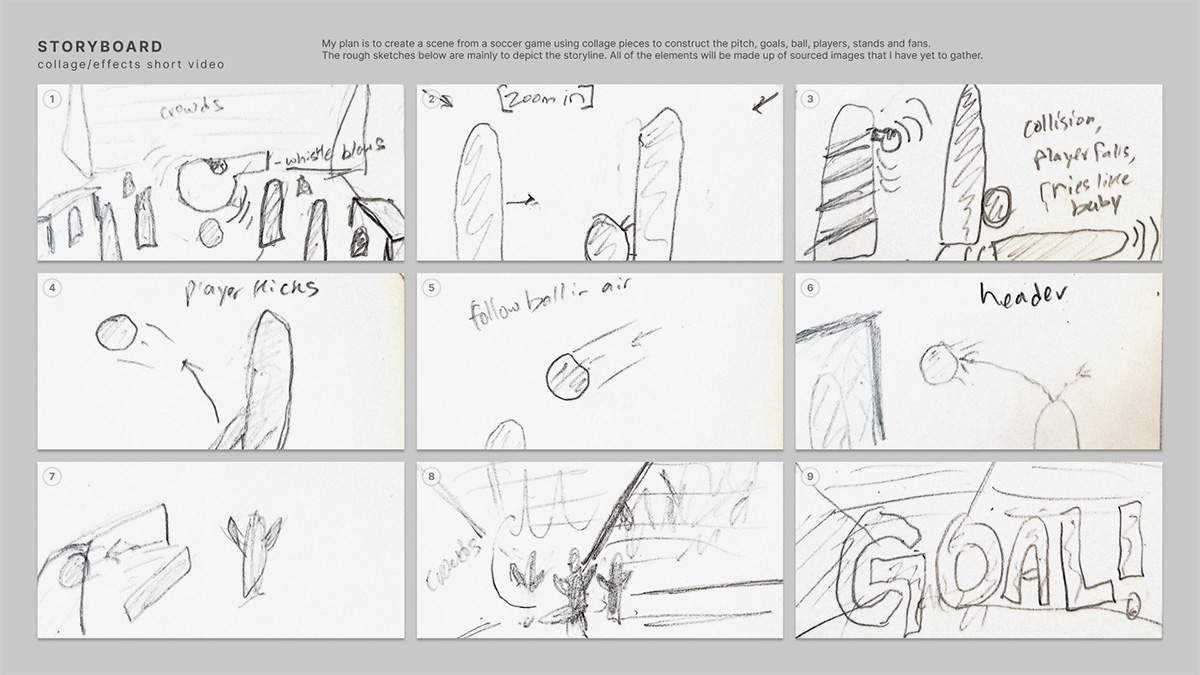 STORYBOARD
collage/effects short video
My plan is to create a scene from a soccer game using collage pieces to construct the pitch, goals, ball, players, stands and fans.
The rough sketches below are mainly to depict the storyline. All of the elements will be made up of sourced images that I have yet to gather.
1
crowds
- whistle blows
2
[zoom in]
3
collision,
player falls,
cries like
baby
4
player kicks
5
follow ball in air
6
header
7
8
crowds
9
GOAL!